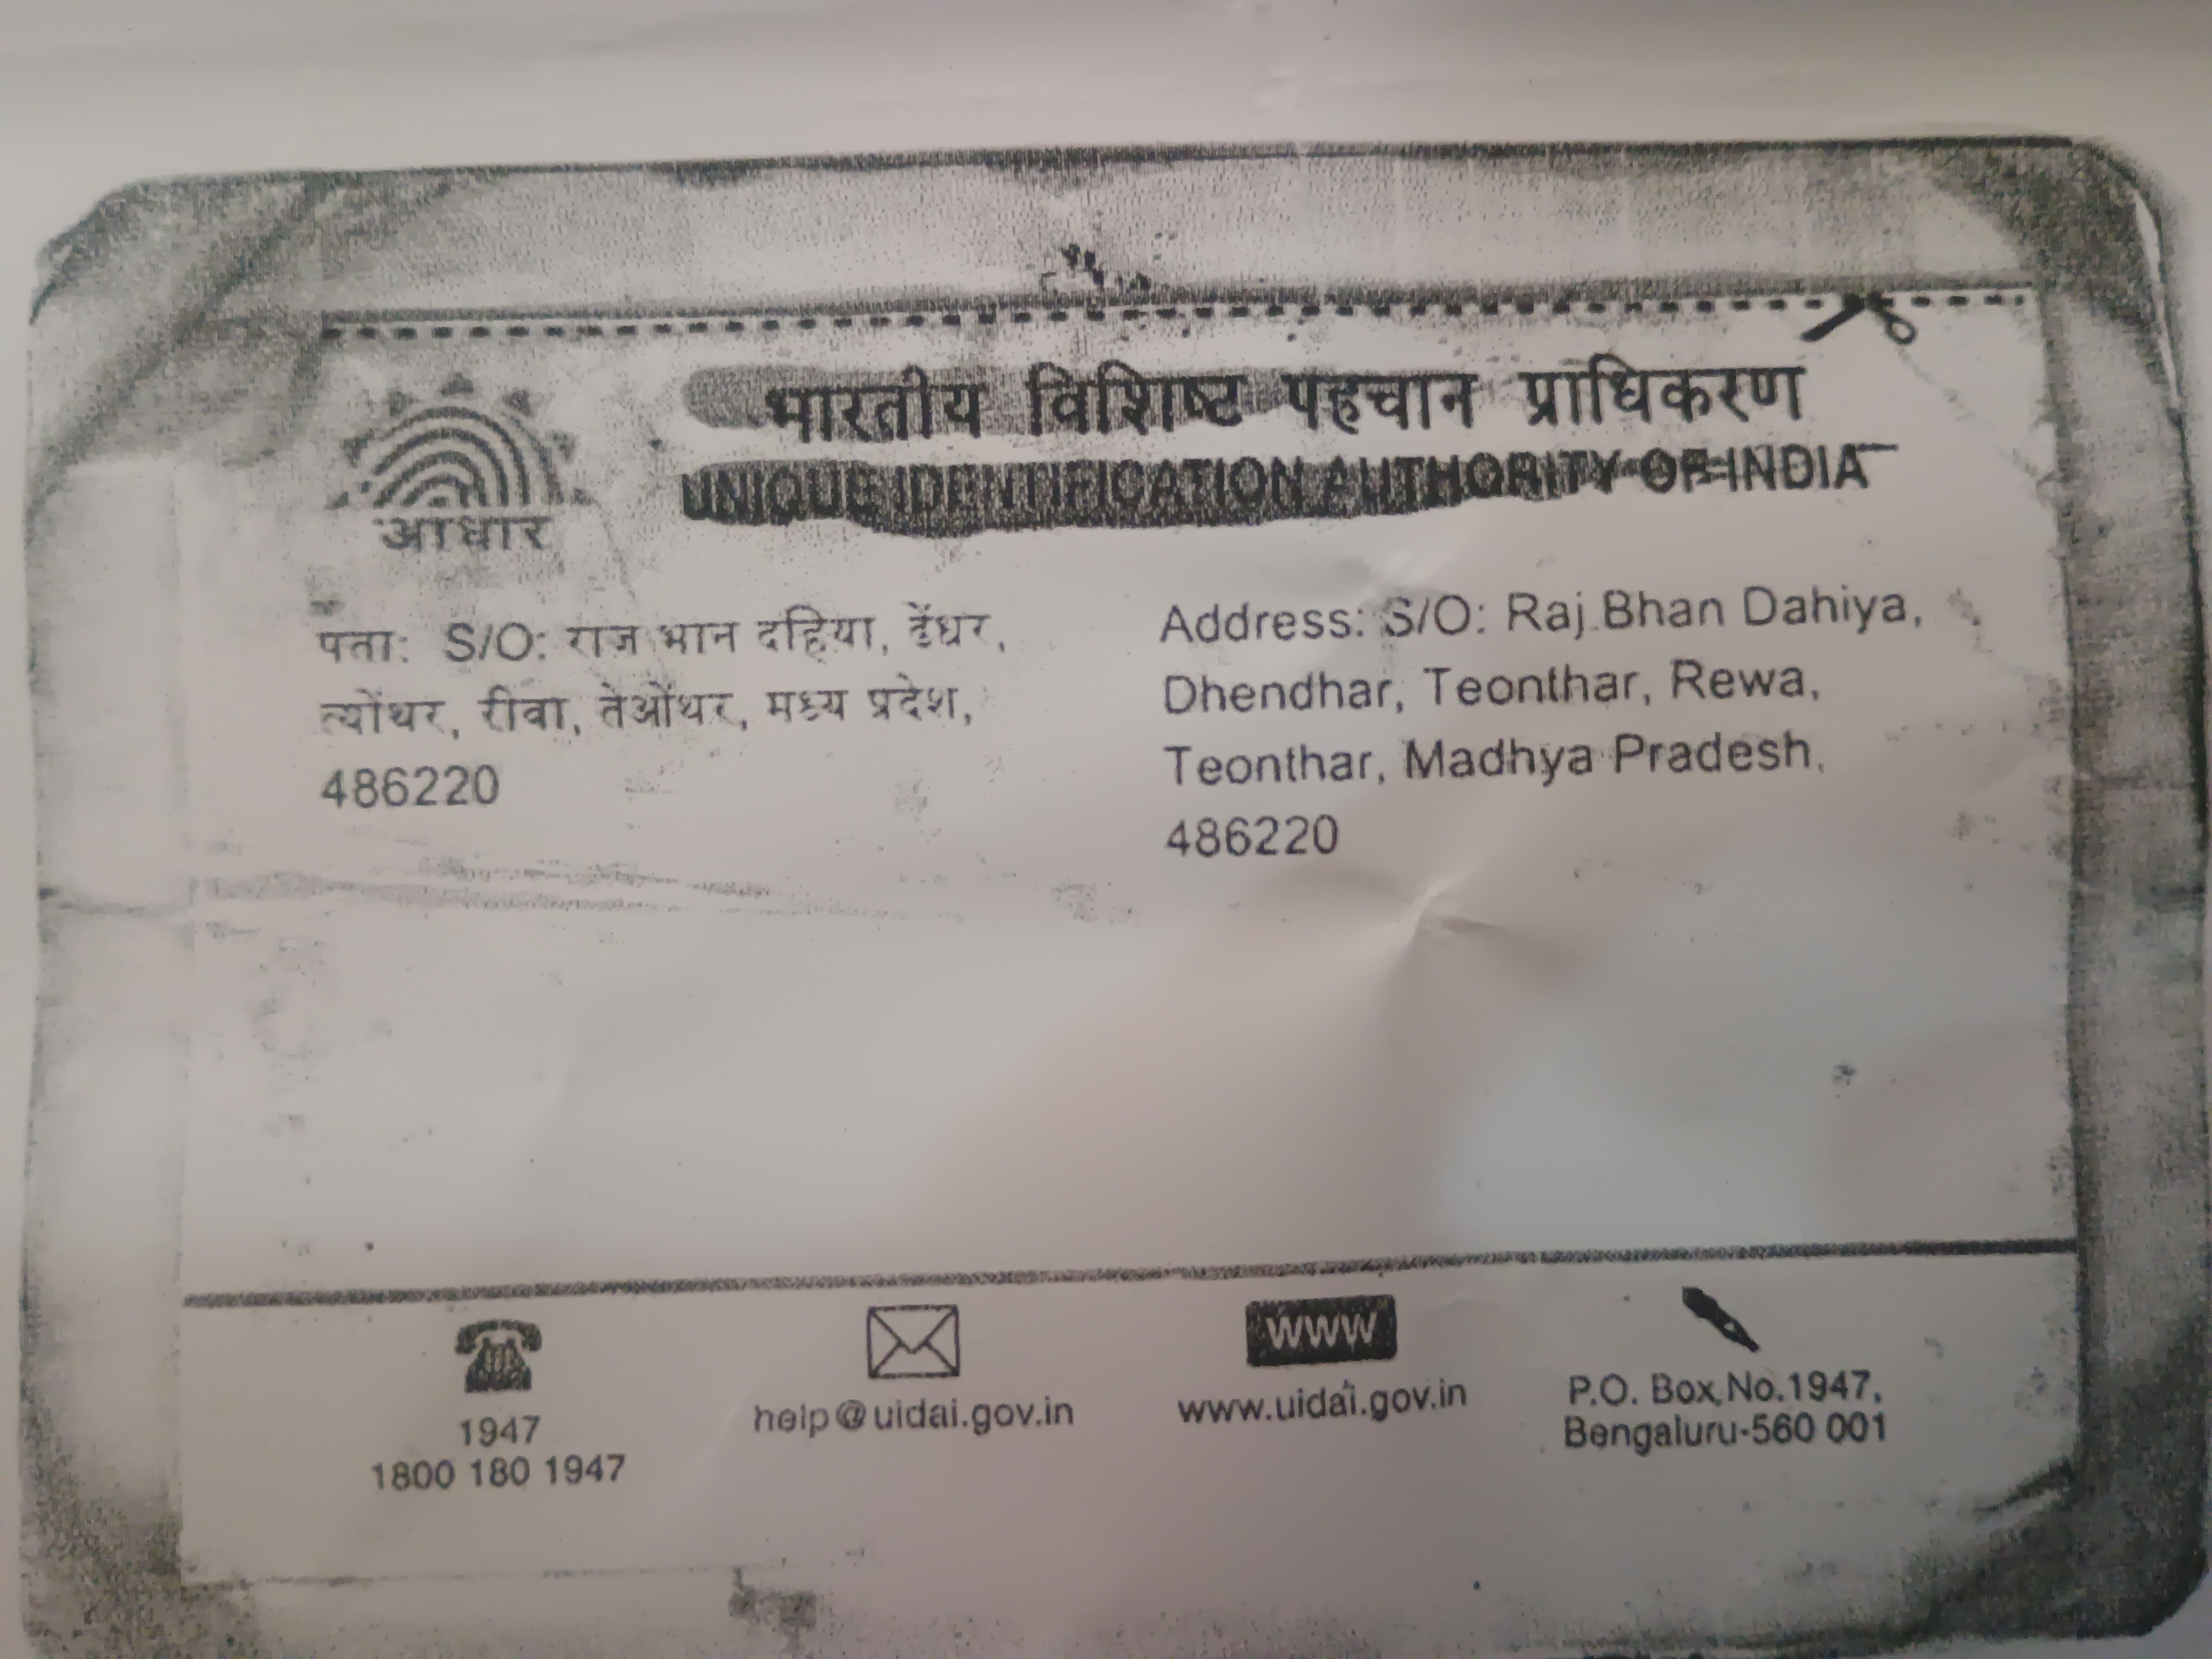 भारतीय विशिष्ट पहचान प्राधिकरण
UNIQUE IDENTIFICATION AUTHORITY OF INDIA
आधार
पता: S/O: राज भान दहिया, ढेंधर,
त्योंथर, रीवा, तेओंथर, मध्य प्रदेश,
486220
Address: S/O: Raj Bhan Dahiya,
Dhendhar, Teonthar, Rewa,
Teonthar, Madhya Pradesh,
486220
1947
1800 180 1947
help@uidai.gov.in
WWW
www.uidai.gov.in
P.O. Box No.1947,
Bengaluru-560 001